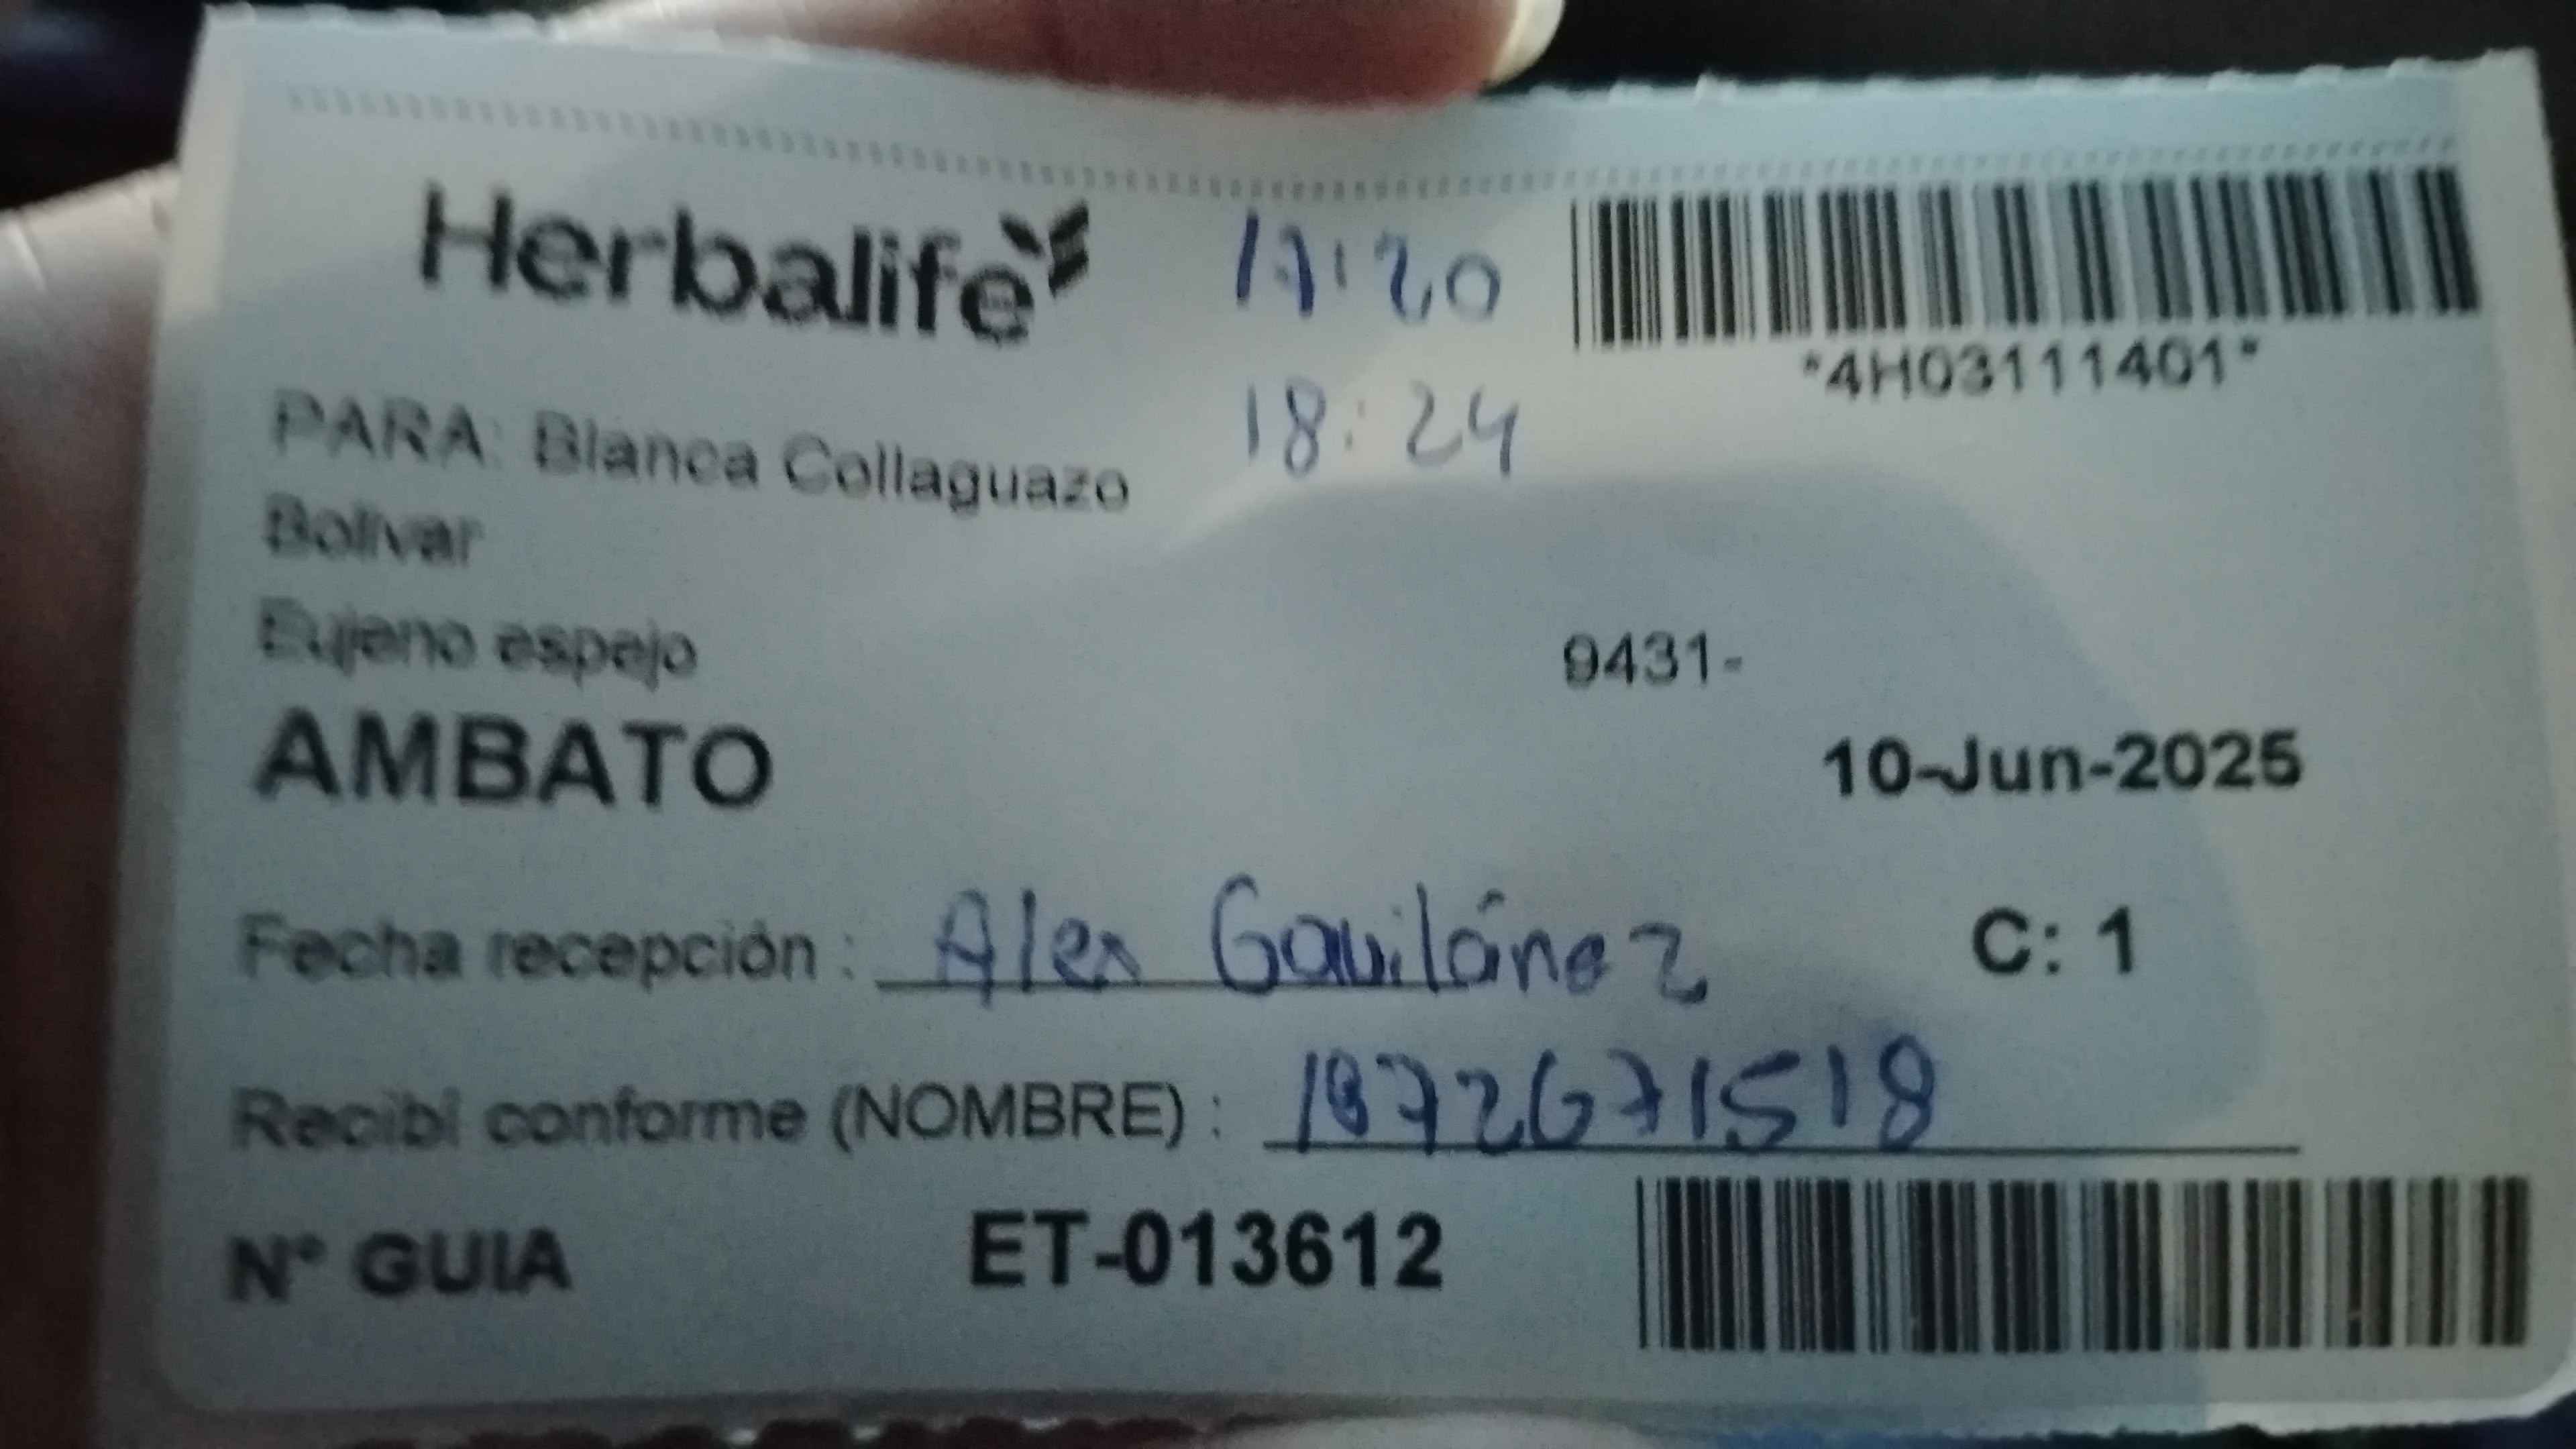 Herbalife
17:20
18:24
*4H03111401*
PARA: Blanca Collaguazo
Bolivar
Eujeno espejo
9431-
AMBATO
10-Jun-2025
Fecha recepción : Alex Gavilánez
C: 1
Recibí conforme (NOMBRE) :
N° GUIA ET-013612